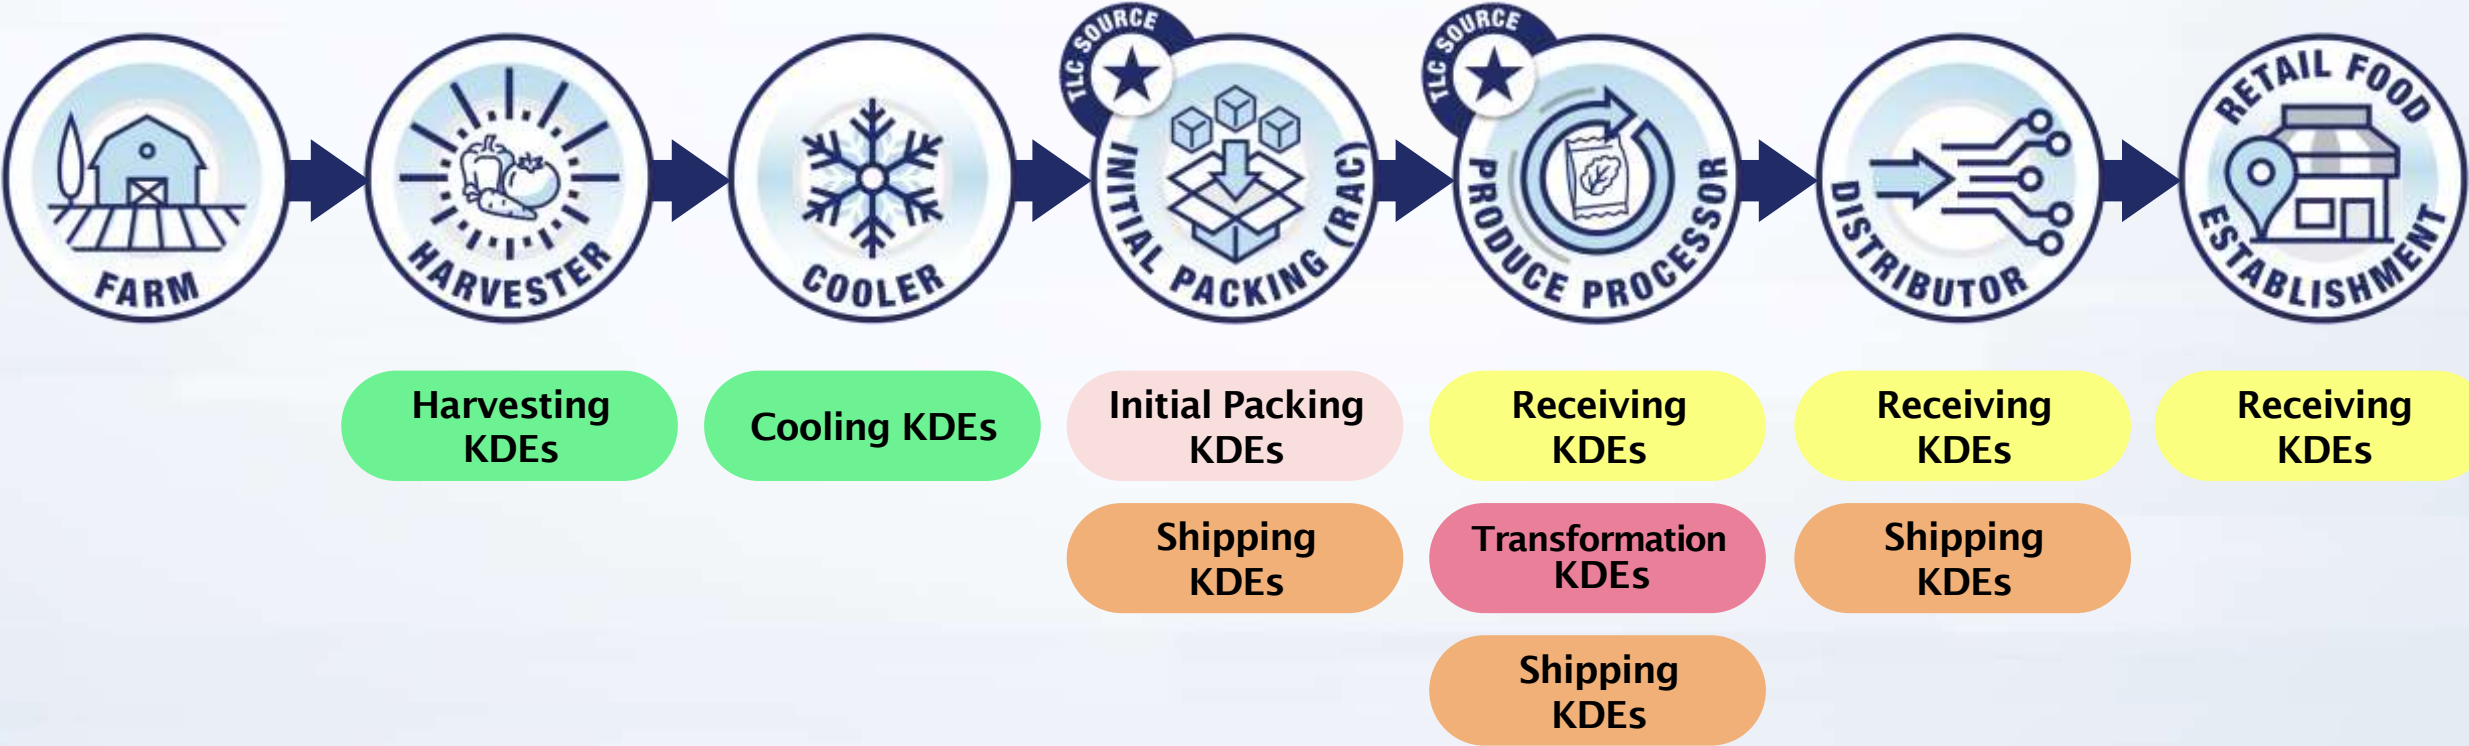 TLC SOURCE
TLC SOURCE
FARM
HARVESTER
COOLER
INITIAL PACKING (RAC)
PRODUCE PROCESSOR
DISTRIBUTOR
RETAIL FOOD
ESTABLISHMENT
Harvesting
KDEs
Cooling KDEs
Initial Packing
KDEs
Receiving
KDEs
Receiving
KDEs
Receiving
KDEs
Shipping
KDEs
Transformation
KDEs
Shipping
KDEs
Shipping
KDEs